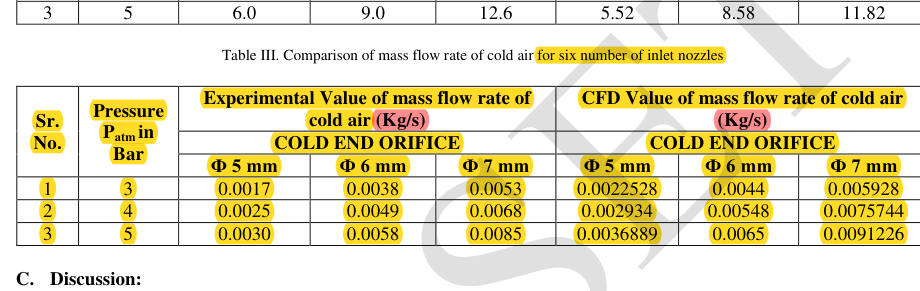 3 5 6.0 9.0 12.6 5.52 8.58 11.82
Table III. Comparison of mass flow rate of cold air for six number of inlet nozzles
Sr. No. Pressure Patm in Bar Experimental Value of mass flow rate of cold air (Kg/s) CFD Value of mass flow rate of cold air (Kg/s)
COLD END ORIFICE COLD END ORIFICE
Φ 5 mm Φ 6 mm Φ 7 mm Φ 5 mm Φ 6 mm Φ 7 mm
1 3 0.0017 0.0038 0.0053 0.0022528 0.0044 0.005928
2 4 0.0025 0.0049 0.0068 0.002934 0.00548 0.0075744
3 5 0.0030 0.0058 0.0085 0.0036889 0.0065 0.0091226
C. Discussion:
SET